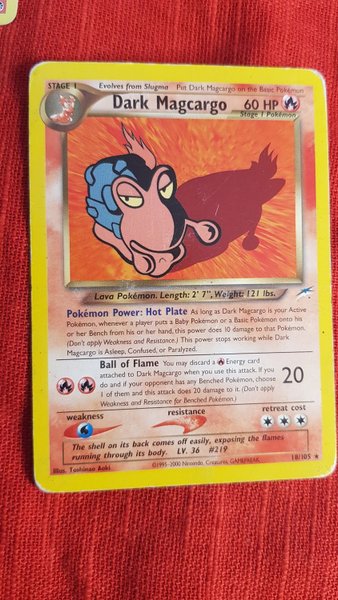 STAGE 1 Evolves from Slugma Put Dark Magcargo on the Basic Pokémon
Dark Magcargo 60 HP
Stage 1 Pokémon
Lava Pokémon. Length: 2' 7", Weight: 121 lbs.
Pokémon Power: Hot Plate As long as Dark Magcargo is your Active
Pokémon, whenever a player puts a Baby Pokémon or a Basic Pokémon onto
his or her Bench from his or her hand, this power does 10 damage to that Pokémon.
(Don't apply Weakness and Resistance.) This power stops working while Dark
Magcargo is Asleep, Confused, or Paralyzed.
Ball of Flame You may discard a Energy card
attached to Dark Magcargo when you use this attack. If you
do and if your opponent has any Benched Pokémon, choose
1 of them and this attack does 20 damage to it. (Don't apply
Weakness and Resistance for Benched Pokémon.)
20
weakness resistance retreat cost
The shell on its back comes off easily, exposing the flames
running through its body. LV. 36 #219
Illus. Toshinao Aoki ©1995-2000 Nintendo, Creatures, GAMEFREAK. 18/105 ★